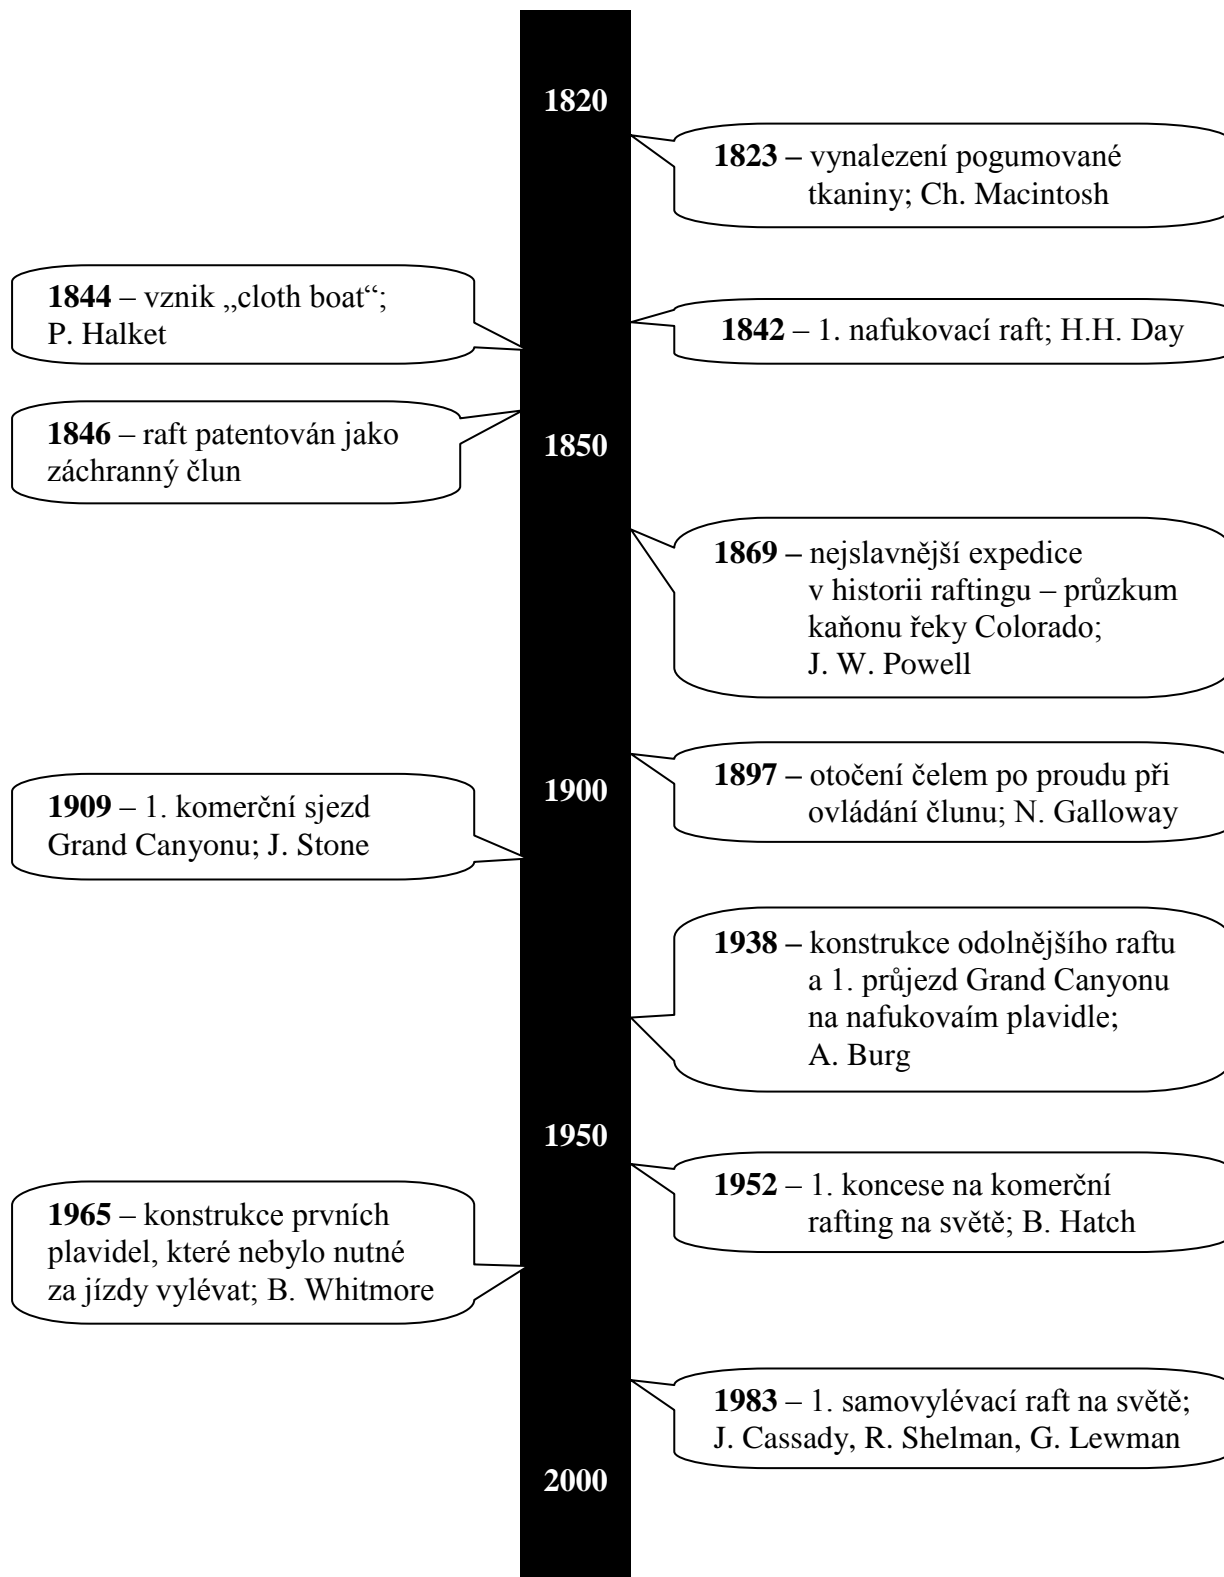 1820
1823 – vynalezení pogumované
tkaniny; Ch. Macintosh
1844 – vznik „cloth boat“;
P. Halket
1842 – 1. nafukovací raft; H.H. Day
1846 – raft patentován jako
záchranný člun
1850
1869 – nejslavnější expedice
v historii raftingu – průzkum
kaňonu řeky Colorado;
J. W. Powell
1897 – otočení čelem po proudu při
ovládání člunu; N. Galloway
1900
1909 – 1. komerční sjezd
Grand Canyonu; J. Stone
1938 – konstrukce odolnějšího raftu
a 1. průjezd Grand Canyonu
na nafukovaím plavidle;
A. Burg
1950
1952 – 1. koncese na komerční
rafting na světě; B. Hatch
1965 – konstrukce prvních
plavidel, které nebylo nutné
za jízdy vylévat; B. Whitmore
1983 – 1. samovylévací raft na světě;
J. Cassady, R. Shelman, G. Lewman
2000